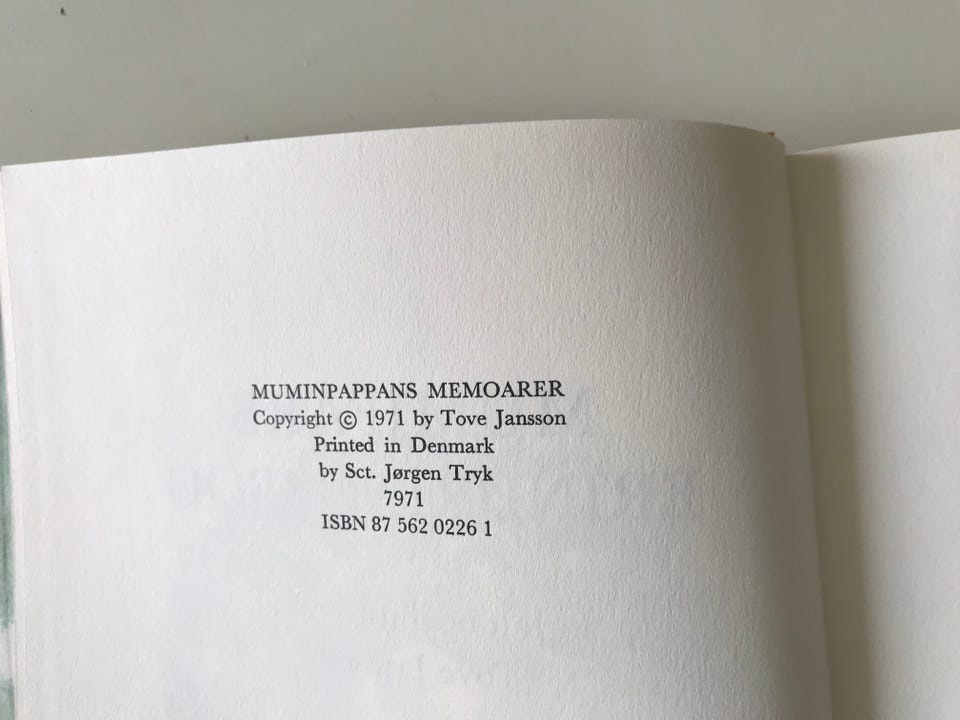 MUMINPAPPANS MEMOARER
Copyright © 1971 by Tove Jansson
Printed in Denmark
by Sct. Jørgen Tryk
7971
ISBN 87 562 0226 1